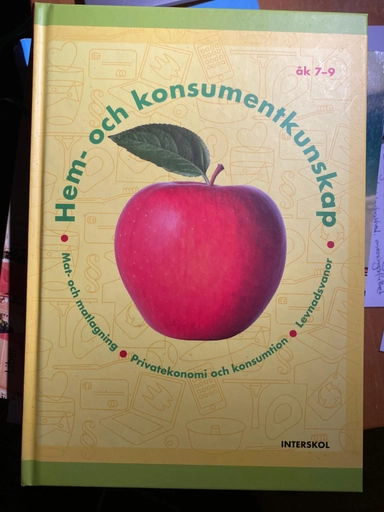 åk 7–9
Hem- och konsumentkunskap
Mat- och matlagning • Privatekonomi och konsumtion • Levnadsvanor
INTERSKOL